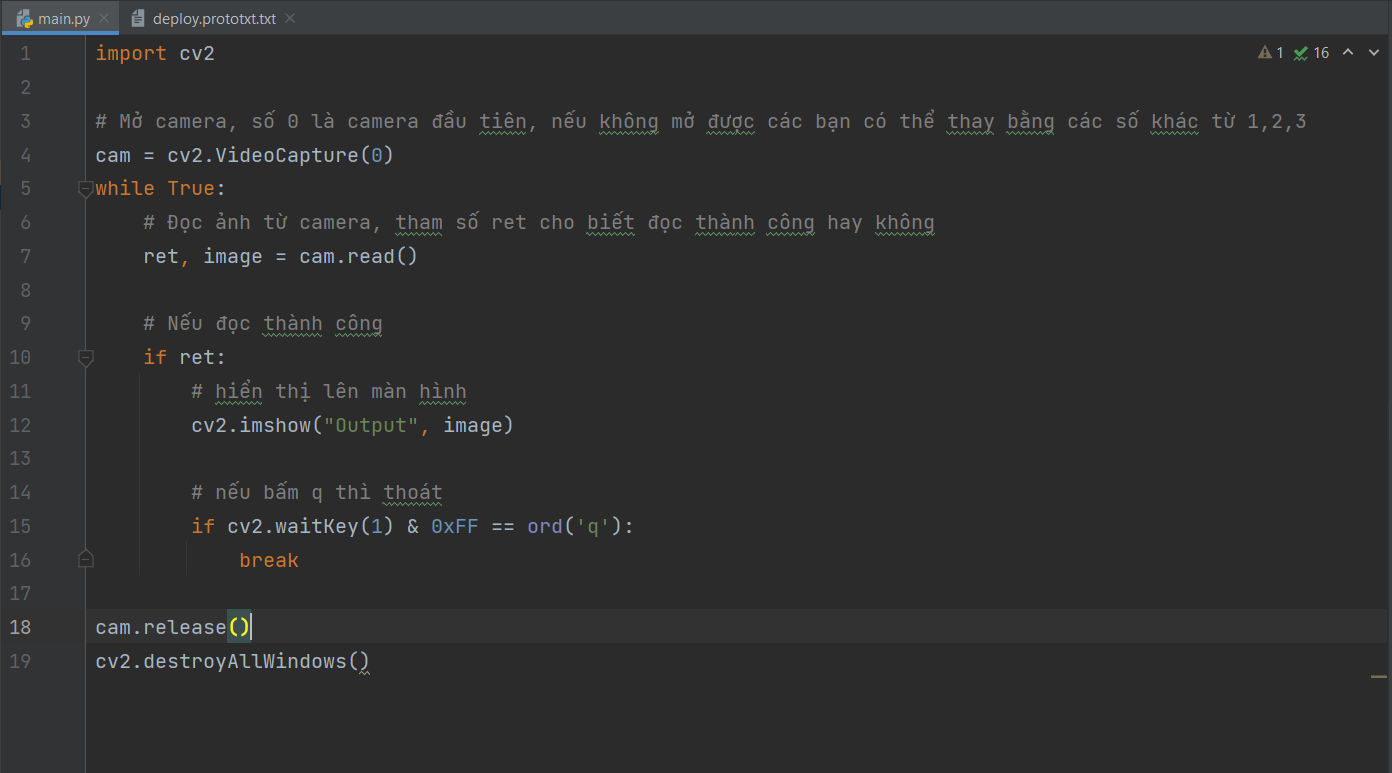 main.py deploy.prototxt.txt
1 import cv2 1 16
2
3 # Mở camera, số 0 là camera đầu tiên, nếu không mở được các bạn có thể thay bằng các số khác từ 1,2,3
4 cam = cv2.VideoCapture(0)
5 while True:
6 # Đọc ảnh từ camera, tham số ret cho biết đọc thành công hay không
7 ret, image = cam.read()
8
9 # Nếu đọc thành công
10 if ret:
11 # hiển thị lên màn hình
12 cv2.imshow("Output", image)
13
14 # nếu bấm q thì thoát
15 if cv2.waitKey(1) & 0xFF == ord('q'):
16 break
17
18 cam.release()
19 cv2.destroyAllWindows()